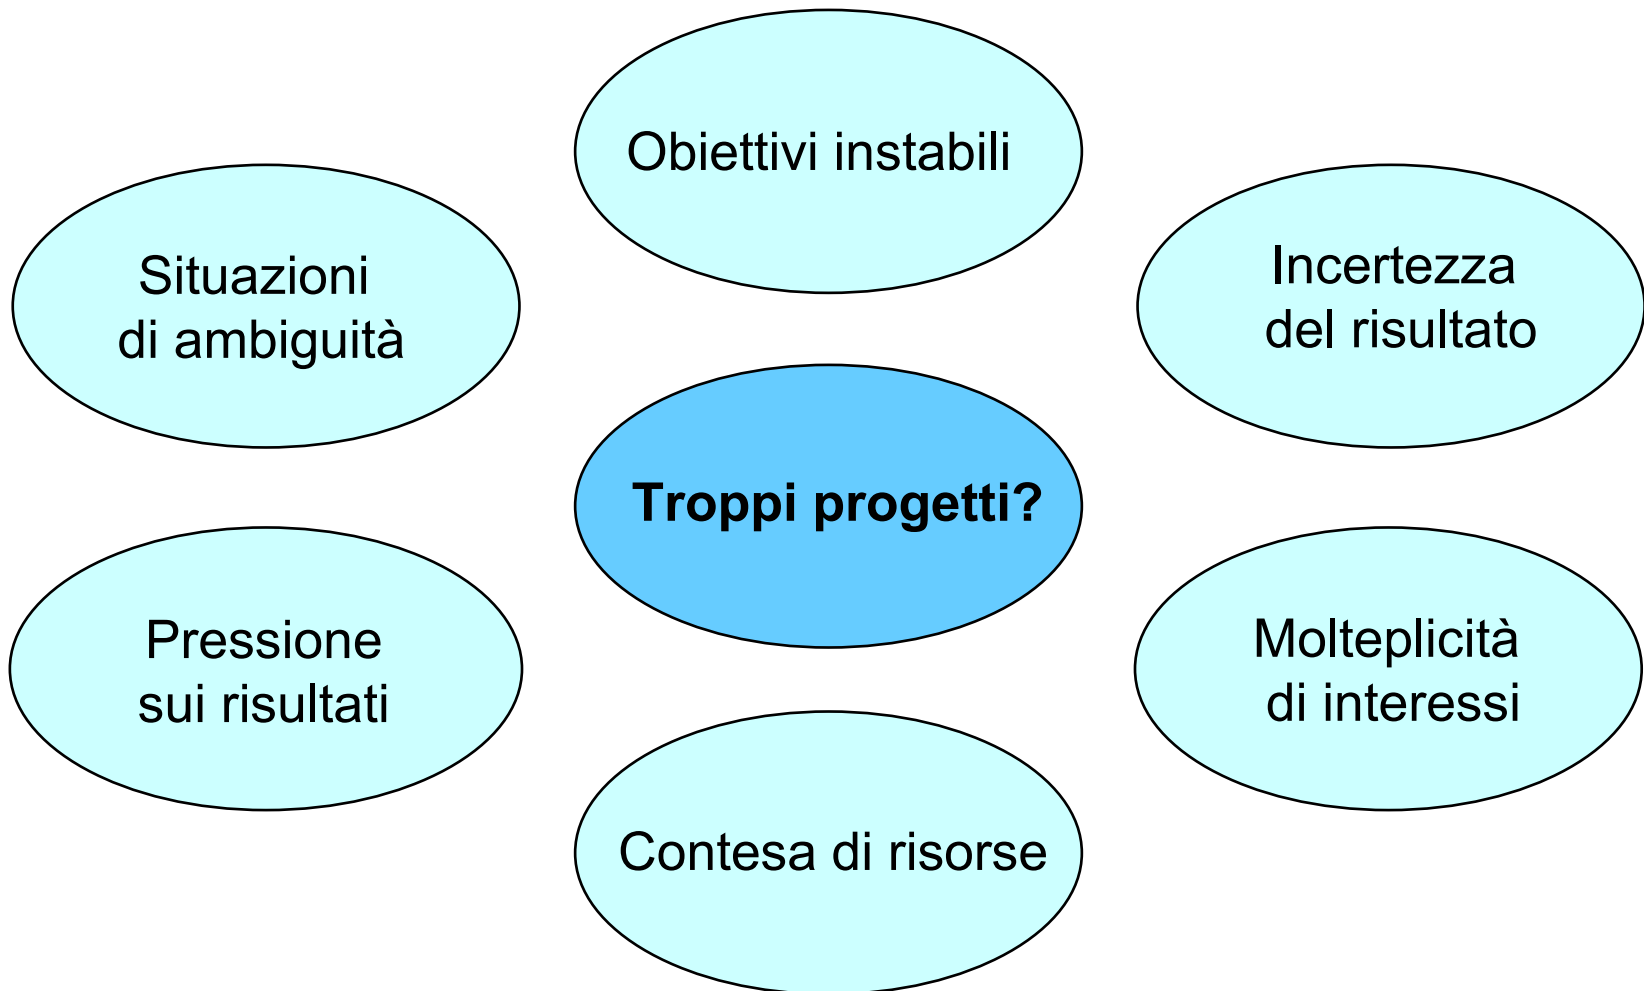 Obiettivi instabili
Situazioni
di ambiguità
Incertezza
del risultato
Troppi progetti?
Pressione
sui risultati
Molteplicità
di interessi
Contesa di risorse